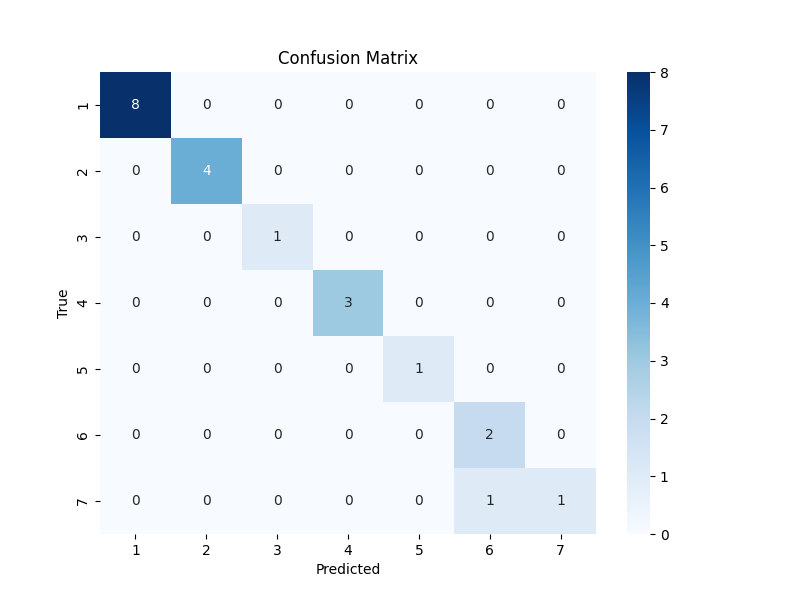 Confusion Matrix
1 8 0 0 0 0 0 0
2 0 4 0 0 0 0 0
3 0 0 1 0 0 0 0
4 0 0 0 3 0 0 0
5 0 0 0 0 1 0 0
6 0 0 0 0 0 2 0
7 0 0 0 0 0 1 1
1 2 3 4 5 6 7
Predicted
True
8
7
6
5
4
3
2
1
0